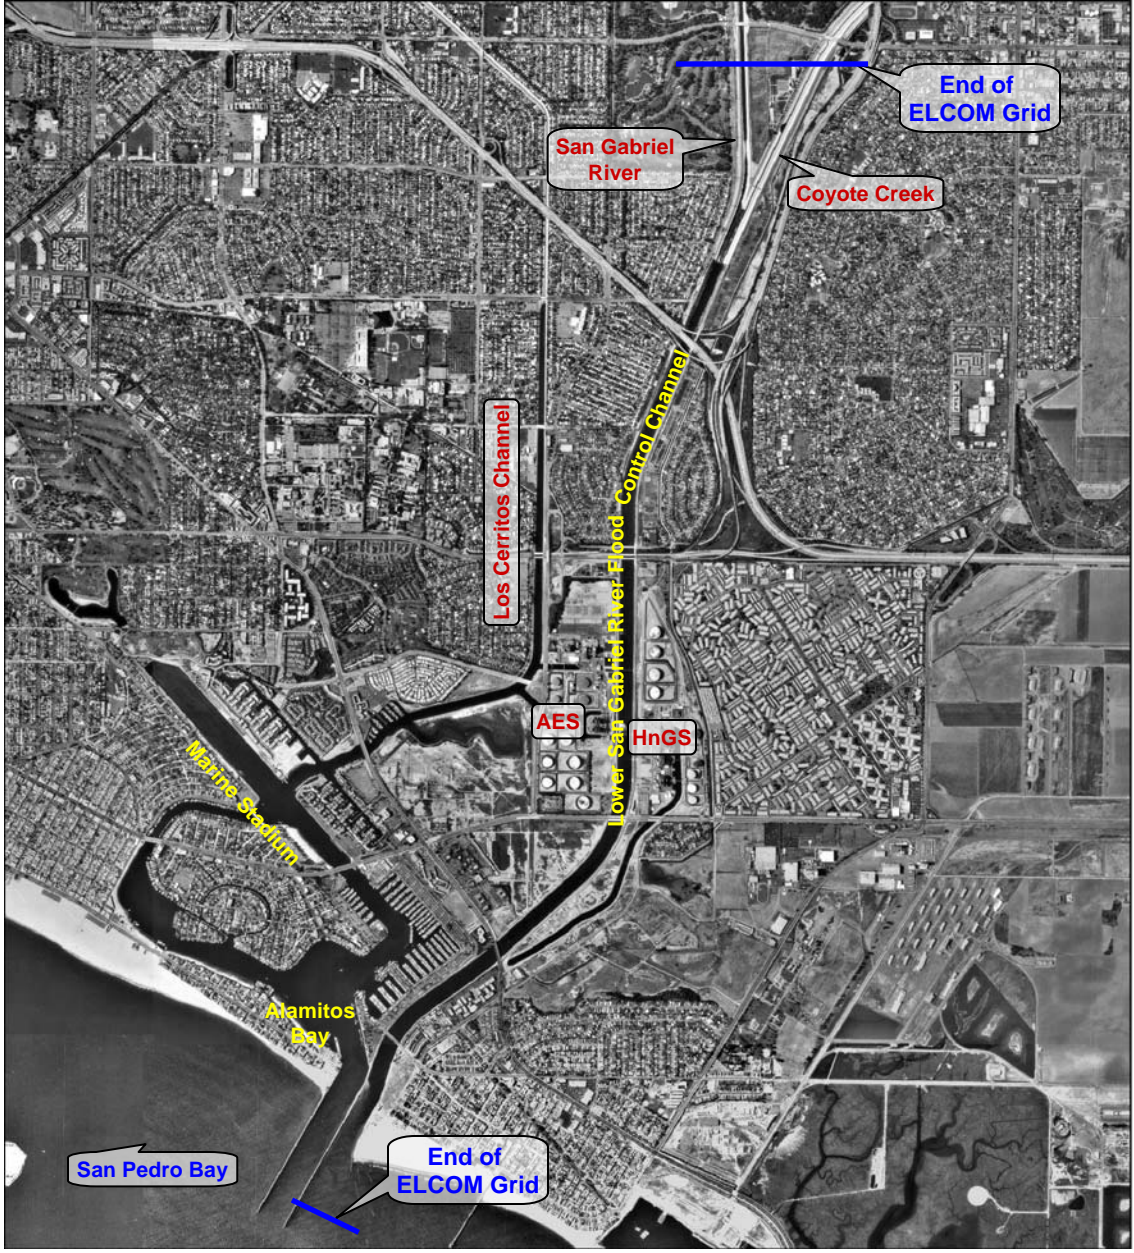 End of
ELCOM Grid
San Gabriel
River
Coyote Creek
Los Cerritos Channel
Lower San Gabriel River Flood Control Channel
AES
HnGS
Marine Stadium
Alamitos
Bay
San Pedro Bay
End of
ELCOM Grid